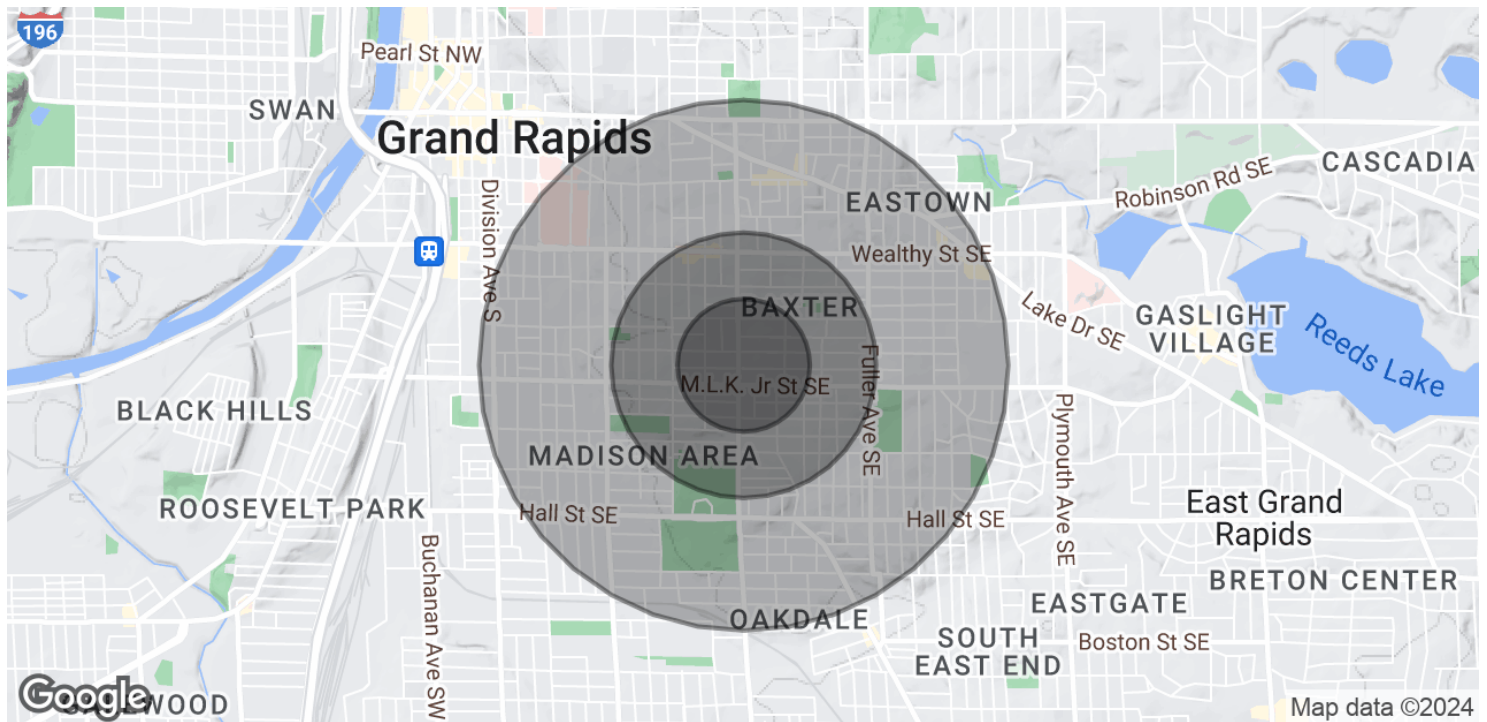 196
Pearl St NW
SWAN
Grand Rapids
CASCADIA
Robinson Rd SE
EASTOWN
Division Ave S
Wealthy St SE
BAXTER
Lake Dr SE
GASLIGHT
VILLAGE
Reeds Lake
Fuller Ave SE
M.L.K. Jr St SE
BLACK HILLS
Plymouth Ave SE
MADISON AREA
ROOSEVELT PARK
Hall St SE
Hall St SE
East Grand
Rapids
Buchanan Ave SW
BRETON CENTER
EASTGATE
OAKDALE
SOUTH
EAST END
Boston St SE
Google
WOOD
Map data ©2024